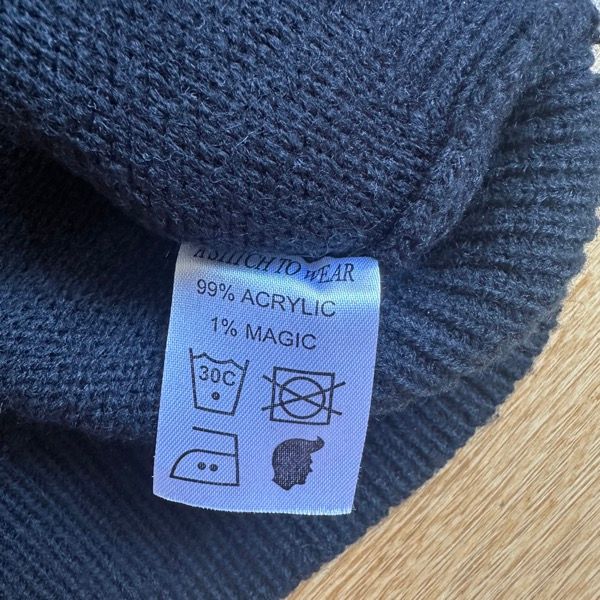 A STITCH TO WEAR
99% ACRYLIC
1% MAGIC
30C